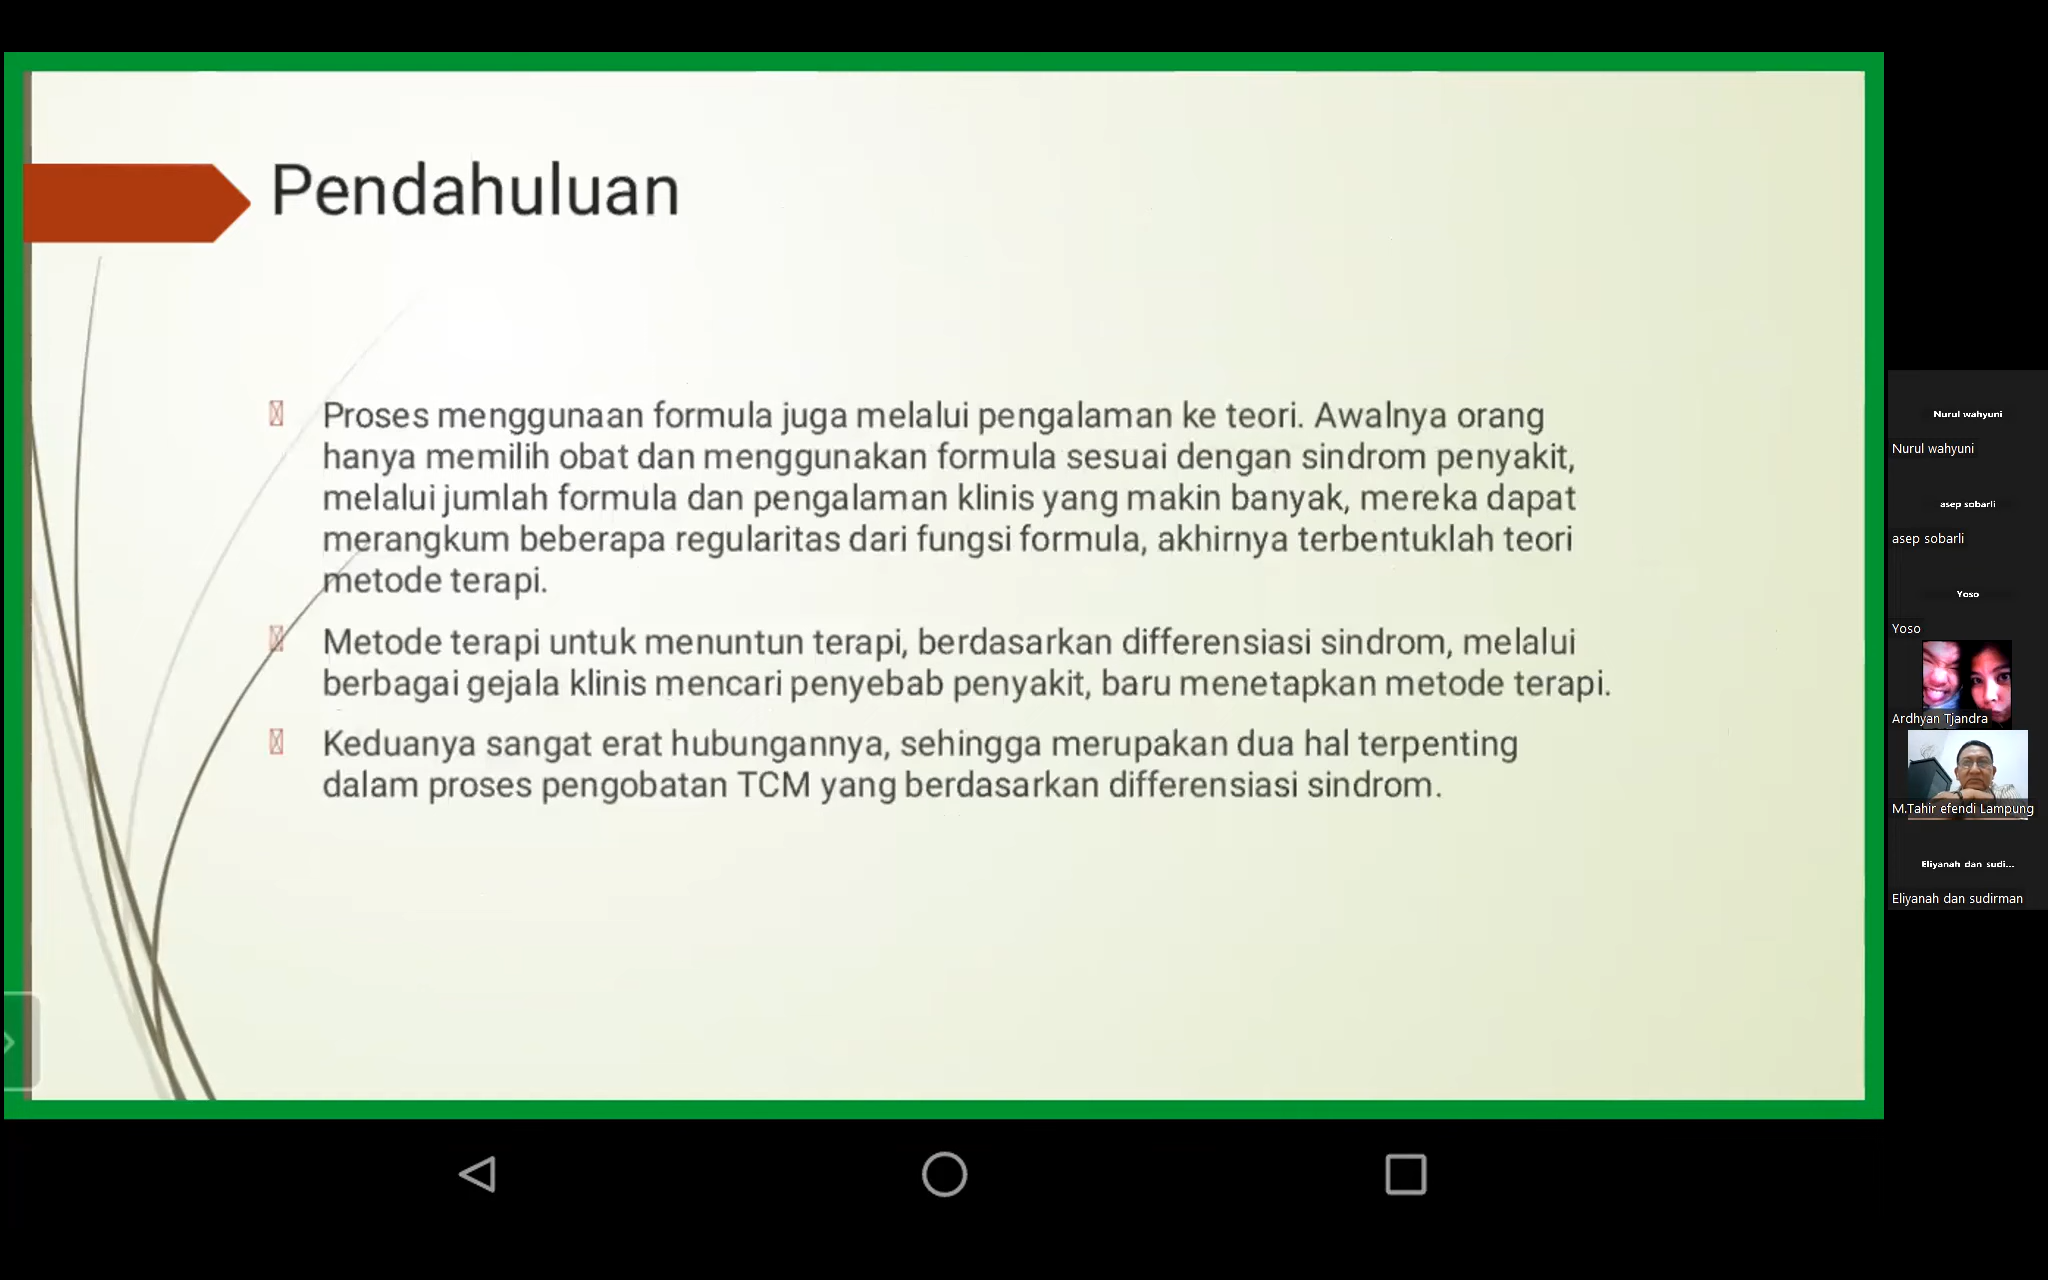 Pendahuluan
Proses menggunaan formula juga melalui pengalaman ke teori. Awalnya orang
hanya memilih obat dan menggunakan formula sesuai dengan sindrom penyakit,
melalui jumlah formula dan pengalaman klinis yang makin banyak, mereka dapat
merangkum beberapa regularitas dari fungsi formula, akhirnya terbentuklah teori
metode terapi.
Metode terapi untuk menuntun terapi, berdasarkan differensiasi sindrom, melalui
berbagai gejala klinis mencari penyebab penyakit, baru menetapkan metode terapi.
Keduanya sangat erat hubungannya, sehingga merupakan dua hal terpenting
dalam proses pengobatan TCM yang berdasarkan differensiasi sindrom.
Nurul wahyuni
Nurul wahyuni
asep sobarli
asep sobarli
Yoso
Yoso
Ardhyan Tjandra
M.Tahir efendi Lampung
Eliyanah dan sudi...
Eliyanah dan sudirman